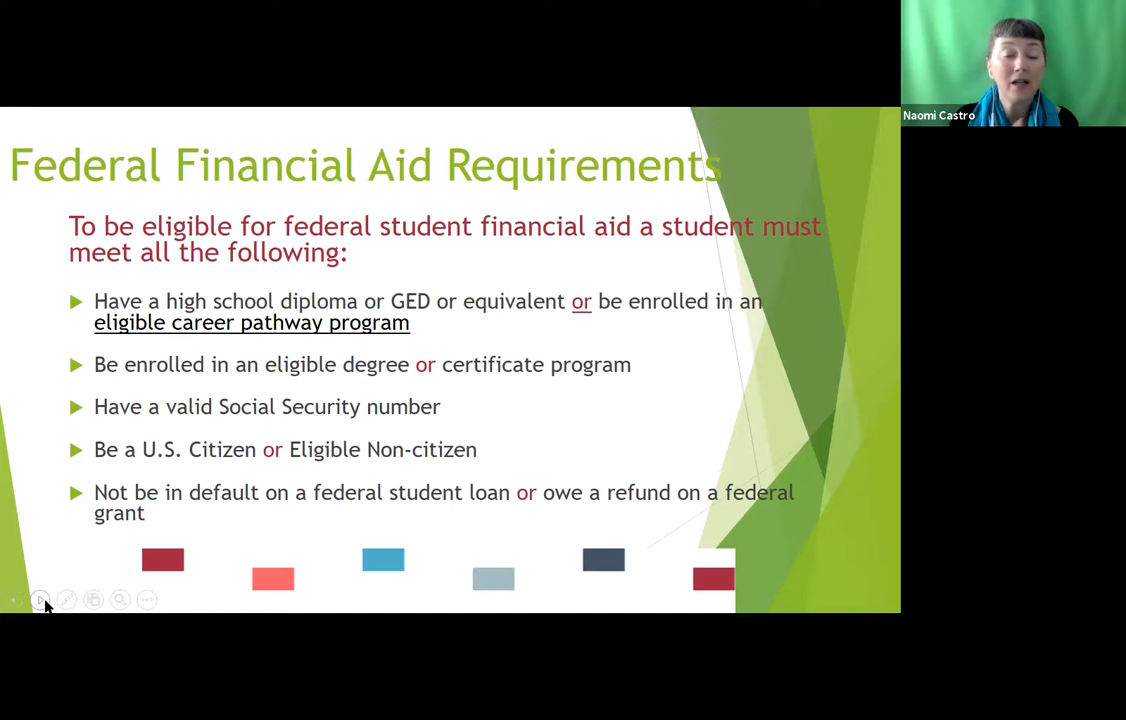 Naomi Castro
Federal Financial Aid Requirements
To be eligible for federal student financial aid a student must
meet all the following:
Have a high school diploma or GED or equivalent or be enrolled in an
eligible career pathway program
Be enrolled in an eligible degree or certificate program
Have a valid Social Security number
Be a U.S. Citizen or Eligible Non-citizen
Not be in default on a federal student loan or owe a refund on a federal
grant